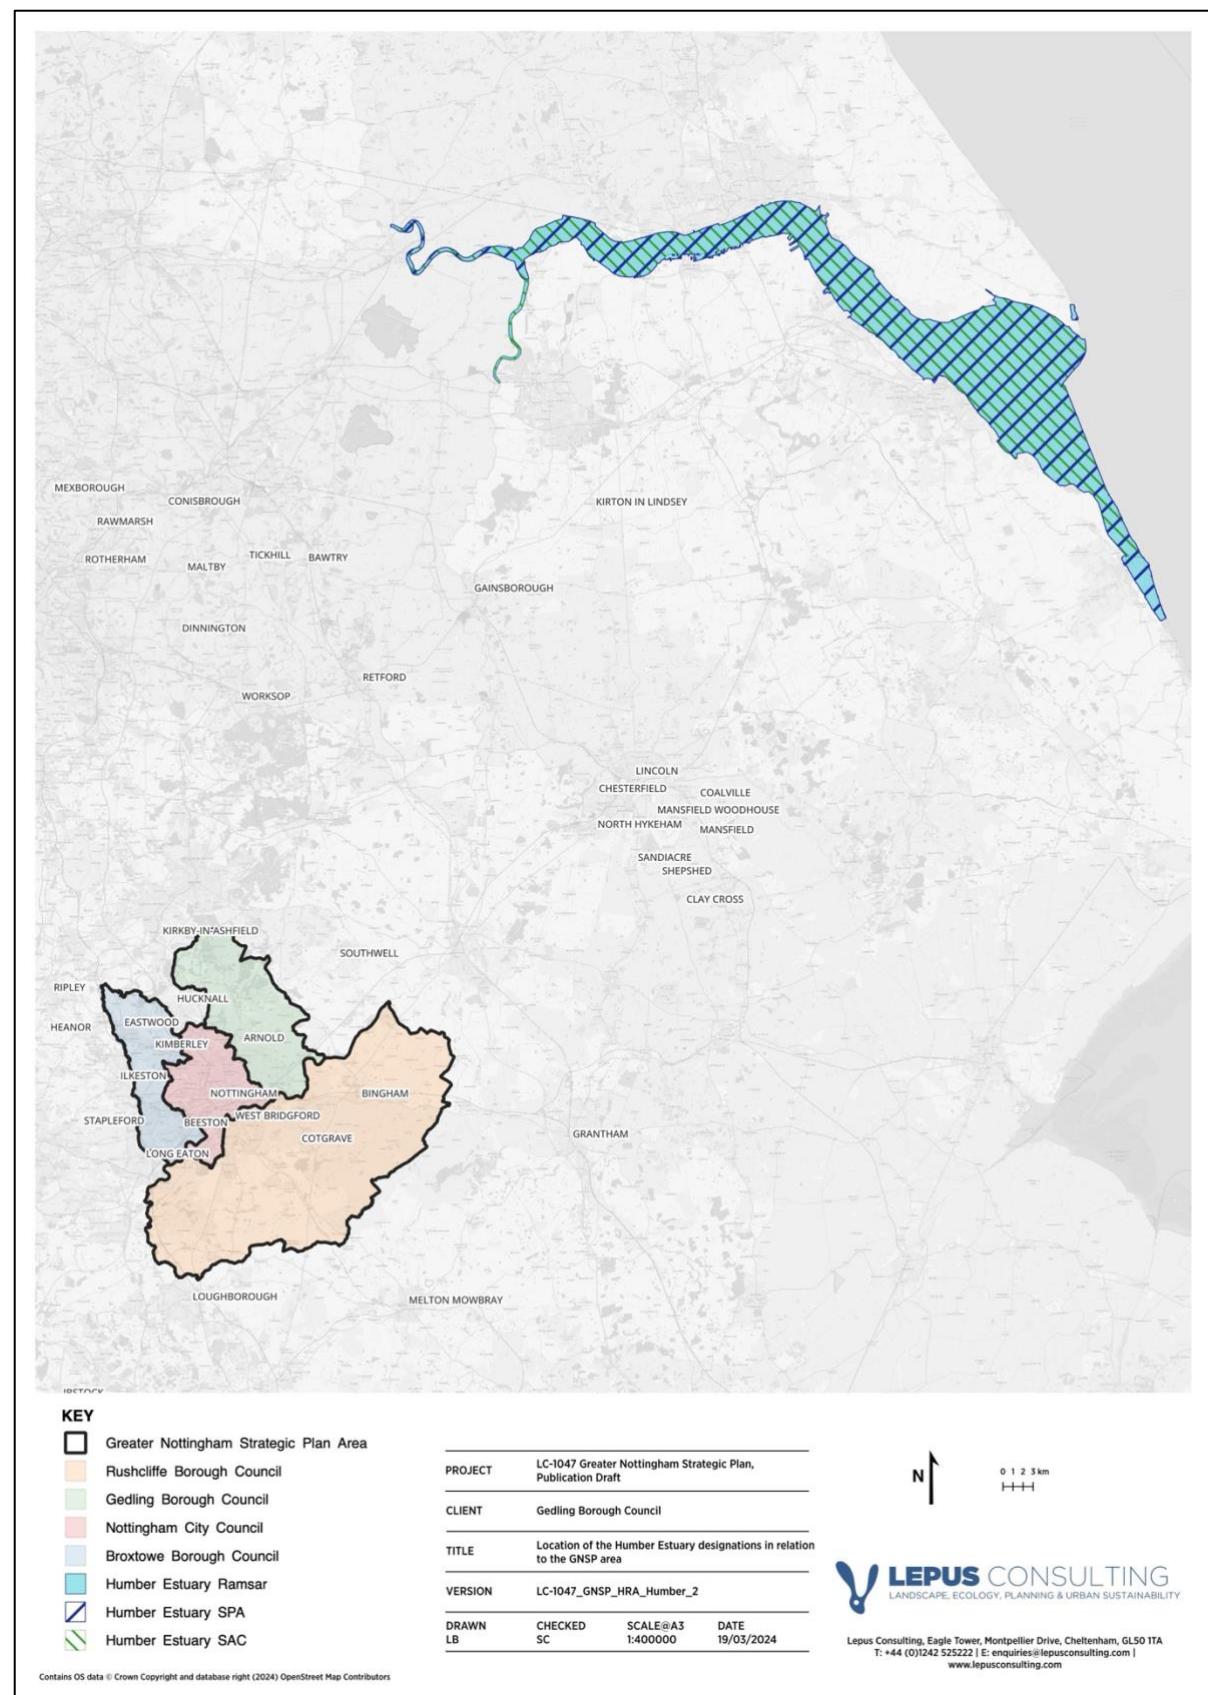 MEXBOROUGH
CONISBROUGH
KIRTON IN LINDSEY
RAWMARSH
ROTHERHAM
MALTBY
TICKHILL
BAWTRY
GAINSBOROUGH
DINNINGTON
RETFORD
WORKSOP
LINCOLN
CHESTERFIELD
COALVILLE
MANSFIELD WOODHOUSE
NORTH HYKEHAM
MANSFIELD
SANDIACRE
SHEPSHED
CLAY CROSS
KIRKBY-IN-ASHFIELD
SOUTHWELL
RIPLEY
HUCKNALL
HEANOR
EASTWOOD
ARNOLD
KIMBERLEY
ILKESTON
NOTTINGHAM
BINGHAM
STAPLEFORD
BEESTON
WEST BRIDGFORD
COTGRAVE
GRANTHAM
LONG EATON
LOUGHBOROUGH
MELTON MOWBRAY
IBSTOCK
KEY
Greater Nottingham Strategic Plan Area
Rushcliffe Borough Council
Gedling Borough Council
Nottingham City Council
Broxtowe Borough Council
Humber Estuary Ramsar
Humber Estuary SPA
Humber Estuary SAC
Contains OS data © Crown Copyright and database right (2024) OpenStreet Map Contributors
PROJECT LC-1047 Greater Nottingham Strategic Plan,
Publication Draft
CLIENT Gedling Borough Council
TITLE Location of the Humber Estuary designations in relation
to the GNSP area
VERSION LC-1047_GNSP_HRA_Humber_2
DRAWN CHECKED SCALE@A3 DATE
LB SC 1:400000 19/03/2024
N
0 1 2 3 km
LEPUS CONSULTING
LANDSCAPE, ECOLOGY, PLANNING & URBAN SUSTAINABILITY
Lepus Consulting, Eagle Tower, Montpellier Drive, Cheltenham, GL50 1TA
T: +44 (0)1242 525222 | E: enquiries@lepusconsulting.com |
www.lepusconsulting.com